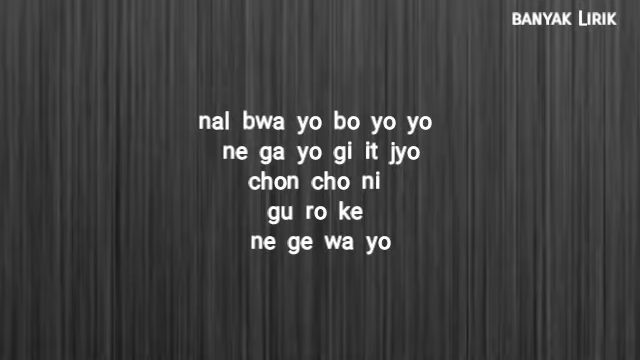 BANYAK LIRIK
nal bwa yo bo yo yo
ne ga yo gi it jyo
chon cho ni
gu ro ke
ne ge wa yo